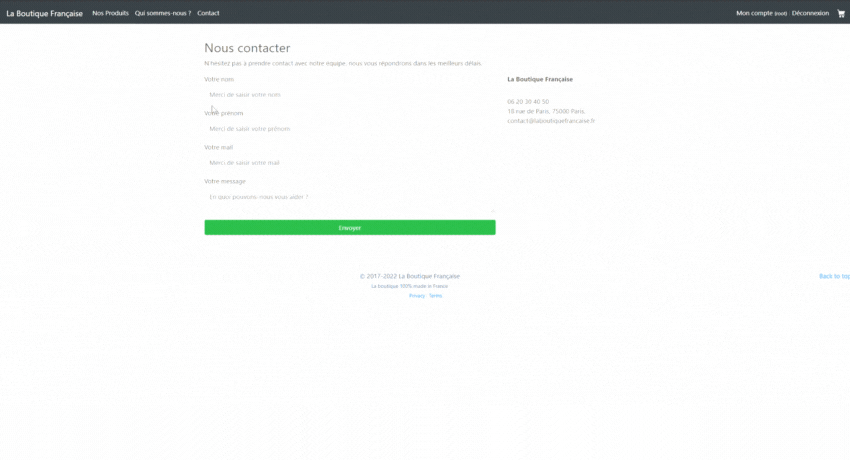 La Boutique Française Nos Produits Qui sommes-nous ? Contact Mon compte (root) Déconnexion
Nous contacter
N'hésitez pas à prendre contact avec notre équipe, nous vous répondrons dans les meilleurs délais.
Votre nom
Merci de saisir votre nom
Votre prénom
Merci de saisir votre prénom
Votre mail
Merci de saisir votre mail
Votre message
En quoi pouvons-nous vous aider ?
Envoyer
La Boutique Française
06 20 30 40 50
18 rue de Paris, 75000 Paris.
contact@laboutiquefrancaise.fr
© 2017-2022 La Boutique Française
La boutique 100% made in France
Privacy Terms
Back to top